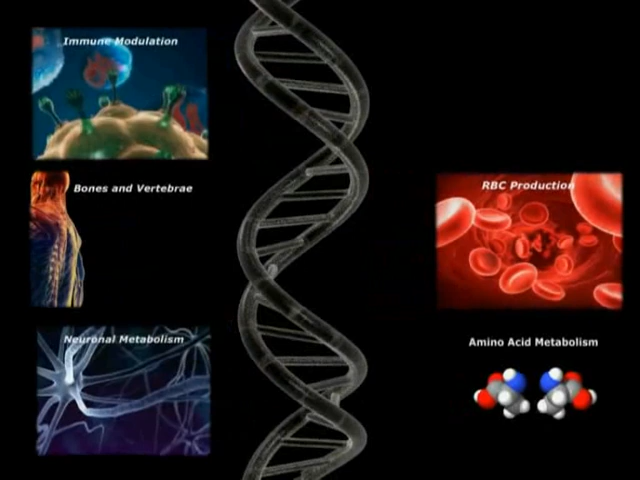 Immune Modulation
Bones and Vertebrae
Neuronal Metabolism
RBC Production
Amino Acid Metabolism